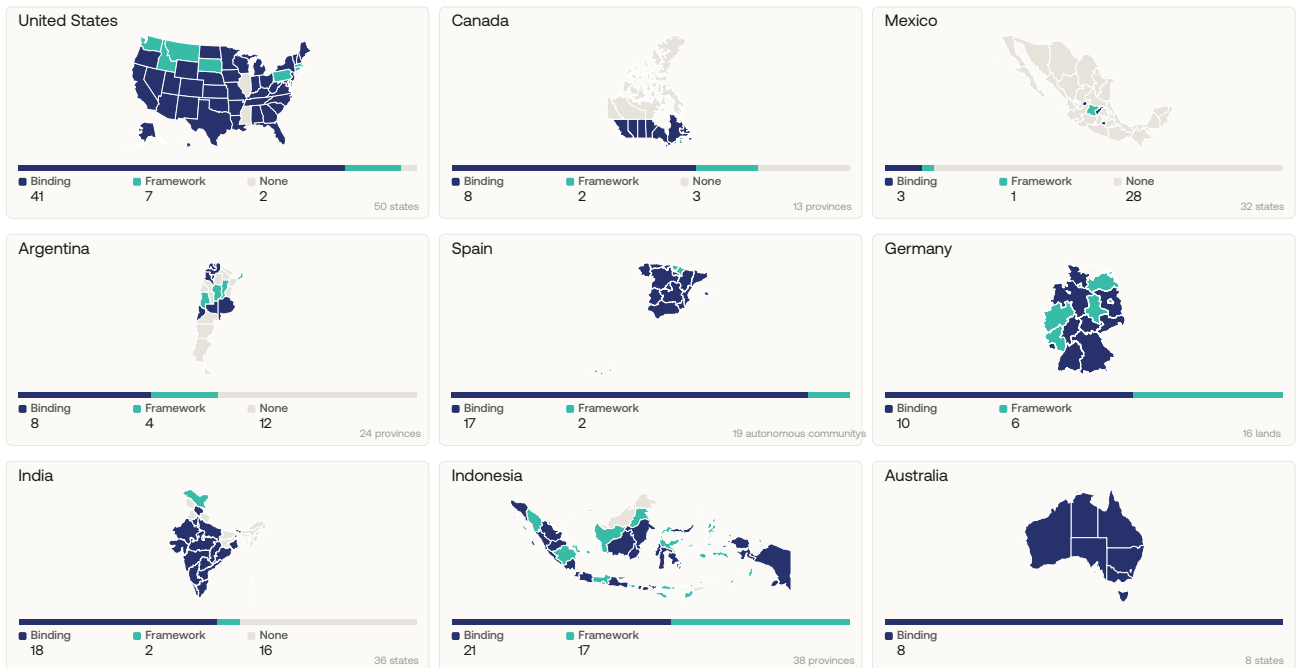 United States
Binding Framework None
41 7 2
50 states
Canada
Binding Framework None
8 2 3
13 provinces
Mexico
Binding Framework None
3 1 28
32 states
Argentina
Binding Framework None
8 4 12
24 provinces
Spain
Binding Framework
17 2
19 autonomous communitys
Germany
Binding Framework
10 6
16 lands
India
Binding Framework None
18 2 16
36 states
Indonesia
Binding Framework
21 17
38 provinces
Australia
Binding
8
8 states